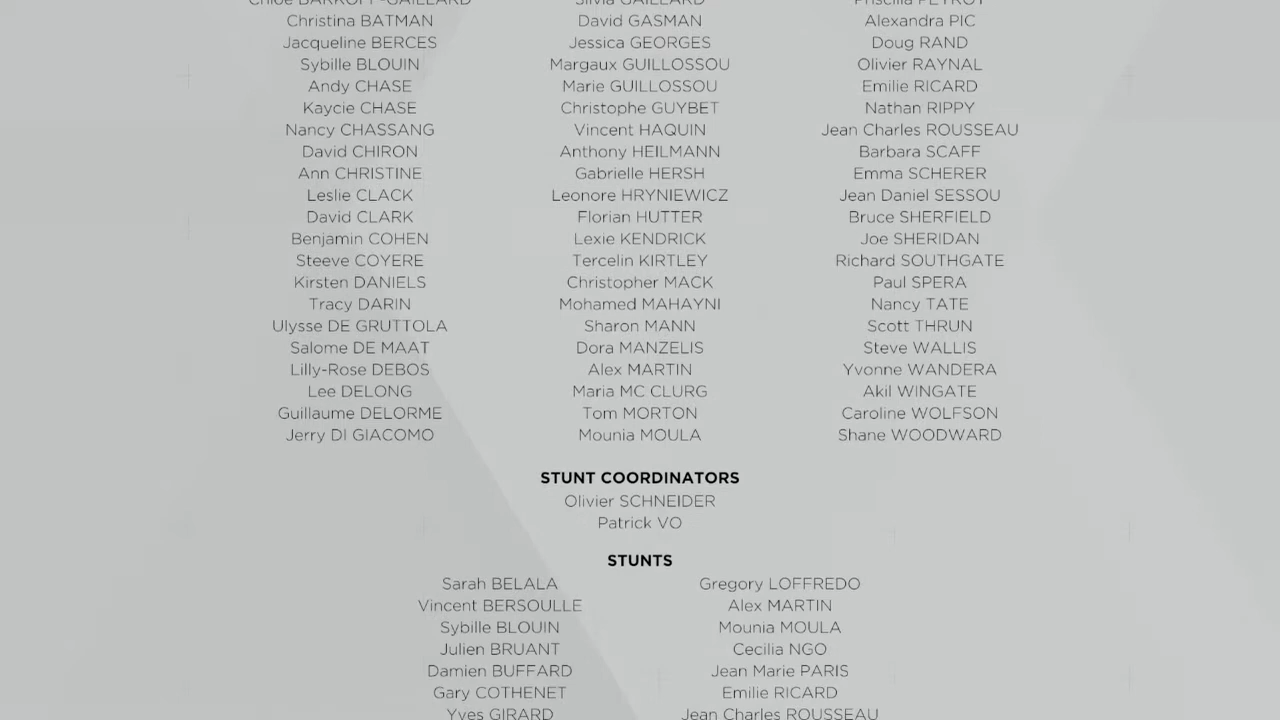 Christina BATMAN David GASMAN Alexandra PIC
Jacqueline BERCES Jessica GEORGES Doug RAND
Sybille BLOUIN Margaux GUILLOSSOU Olivier RAYNAL
Andy CHASE Marie GUILLOSSOU Emilie RICARD
Kaycie CHASE Christophe GUYBET Nathan RIPPY
Nancy CHASSANG Vincent HAQUIN Jean Charles ROUSSEAU
David CHIRON Anthony HEILMANN Barbara SCAFF
Ann CHRISTINE Gabrielle HERSH Emma SCHERER
Leslie CLACK Leonore HRYNIEWICZ Jean Daniel SESSOU
David CLARK Florian HUTTER Bruce SHERFIELD
Benjamin COHEN Lexie KENDRICK Joe SHERIDAN
Steeve COYERE Tercelin KIRTLEY Richard SOUTHGATE
Kirsten DANIELS Christopher MACK Paul SPERA
Tracy DARIN Mohamed MAHAYNI Nancy TATE
Ulysse DE GRUTTOLA Sharon MANN Scott THRUN
Salome DE MAAT Dora MANZELIS Steve WALLIS
Lilly-Rose DEBOS Alex MARTIN Yvonne WANDERA
Lee DELONG Maria MC CLURG Akil WINGATE
Guillaume DELORME Tom MORTON Caroline WOLFSON
Jerry DI GIACOMO Mounia MOULA Shane WOODWARD
STUNT COORDINATORS
Olivier SCHNEIDER
Patrick VO
STUNTS
Sarah BELALA Gregory LOFFREDO
Vincent BERSOULLE Alex MARTIN
Sybille BLOUIN Mounia MOULA
Julien BRUANT Cecilia NGO
Damien BUFFARD Jean Marie PARIS
Gary COTHENET Emilie RICARD
Yves GIRARD Jean Charles ROUSSEAU